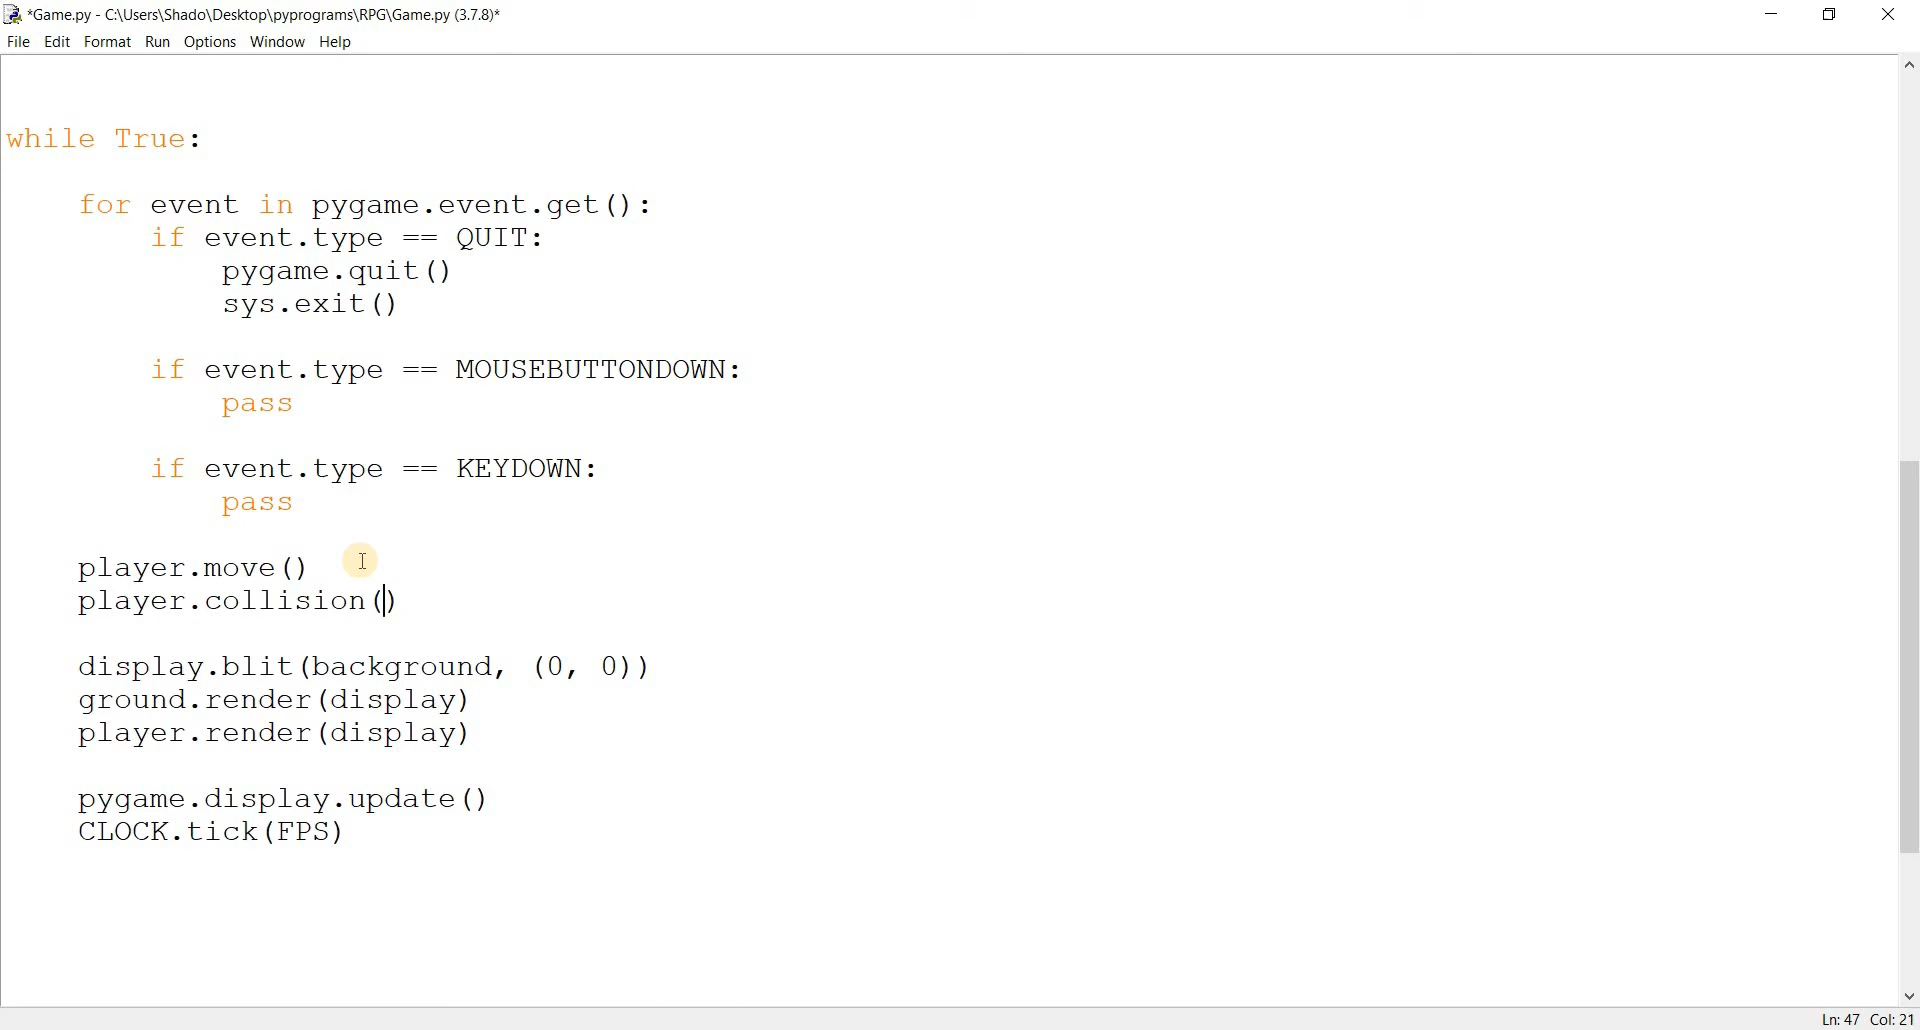 *Game.py - C:\Users\Shado\Desktop\pyprograms\RPG\Game.py (3.7.8)*
File Edit Format Run Options Window Help
while True:
for event in pygame.event.get():
if event.type == QUIT:
pygame.quit()
sys.exit()
if event.type == MOUSEBUTTONDOWN:
pass
if event.type == KEYDOWN:
pass
player.move()
player.collision()
display.blit(background, (0, 0))
ground.render(display)
player.render(display)
pygame.display.update()
CLOCK.tick(FPS)
Ln: 47 Col: 21